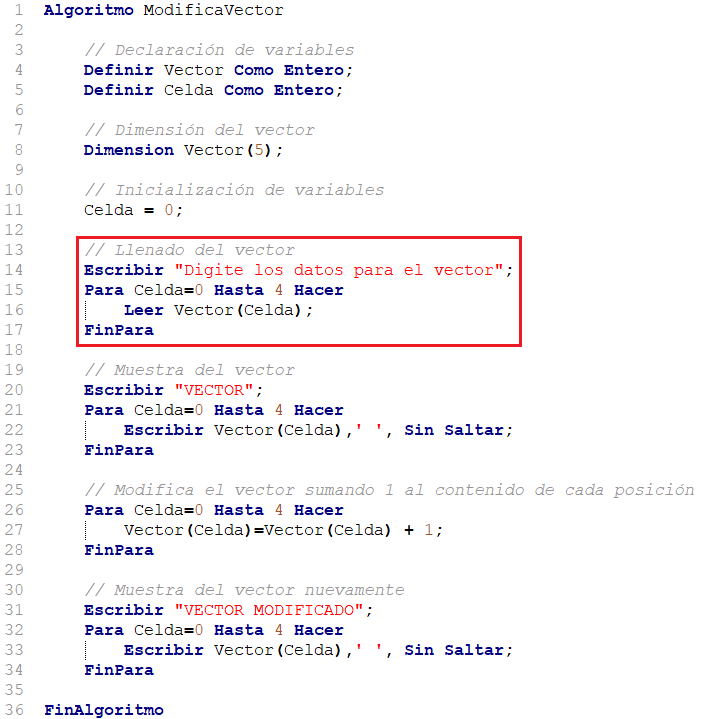 1 Algoritmo ModificaVector
2
3 // Declaración de variables
4 Definir Vector Como Entero;
5 Definir Celda Como Entero;
6
7 // Dimensión del vector
8 Dimension Vector(5);
9
10 // Inicialización de variables
11 Celda = 0;
12
13 // Llenado del vector
14 Escribir "Digite los datos para el vector";
15 Para Celda=0 Hasta 4 Hacer
16 Leer Vector(Celda);
17 FinPara
18
19 // Muestra del vector
20 Escribir "VECTOR";
21 Para Celda=0 Hasta 4 Hacer
22 Escribir Vector(Celda),' ', Sin Saltar;
23 FinPara
24
25 // Modifica el vector sumando 1 al contenido de cada posición
26 Para Celda=0 Hasta 4 Hacer
27 Vector(Celda)=Vector(Celda) + 1;
28 FinPara
29
30 // Muestra del vector nuevamente
31 Escribir "VECTOR MODIFICADO";
32 Para Celda=0 Hasta 4 Hacer
33 Escribir Vector(Celda),' ', Sin Saltar;
34 FinPara
35
36 FinAlgoritmo